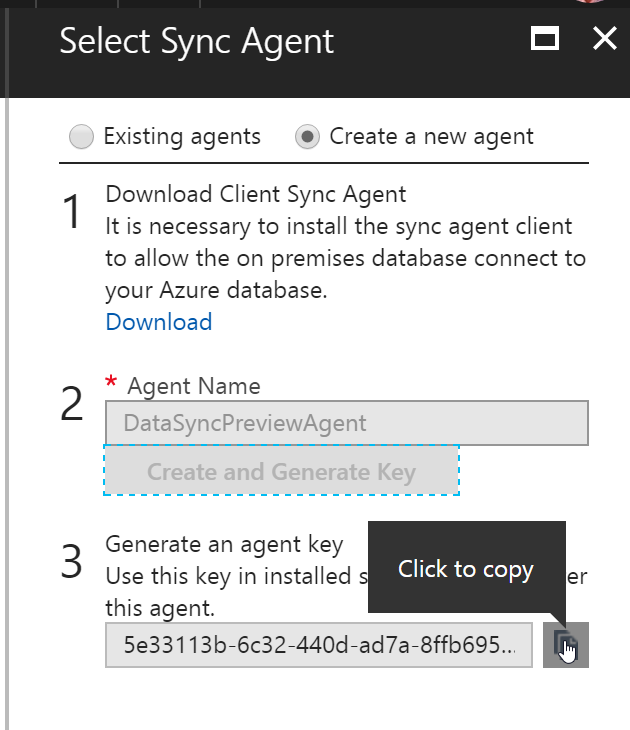 Select Sync Agent
Existing agents
Create a new agent
1
Download Client Sync Agent
It is necessary to install the sync agent client
to allow the on premises database connect to
your Azure database.
Download
2
* Agent Name
DataSyncPreviewAgent
Create and Generate Key
3
Generate an agent key
Use this key in installed s
er
this agent.
Click to copy
5e33113b-6c32-440d-ad7a-8ffb695...